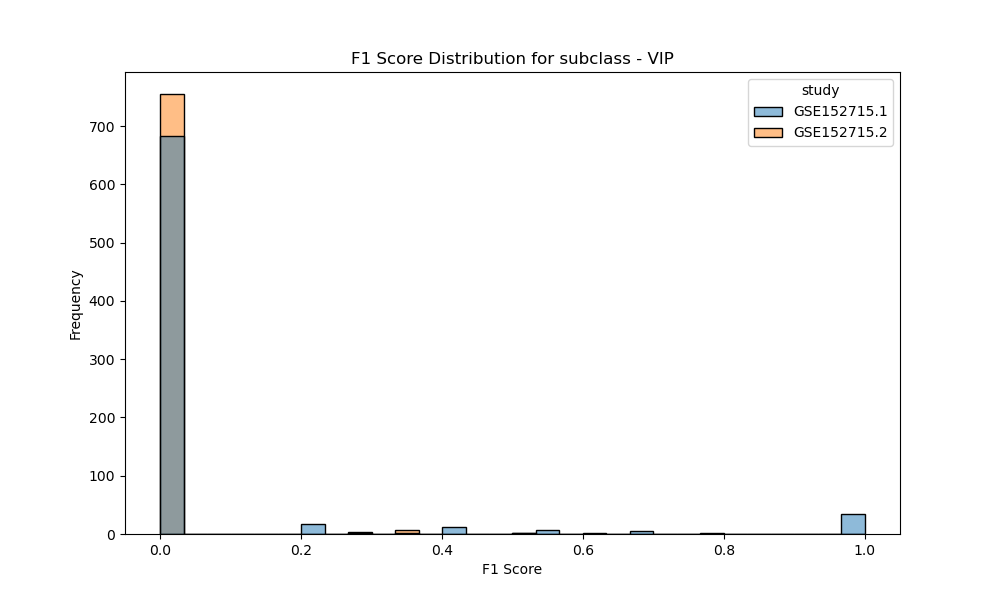 F1 Score Distribution for subclass - VIP
study
GSE152715.1
GSE152715.2
Frequency
700
600
500
400
300
200
100
0
0.0 0.2 0.4 0.6 0.8 1.0
F1 Score